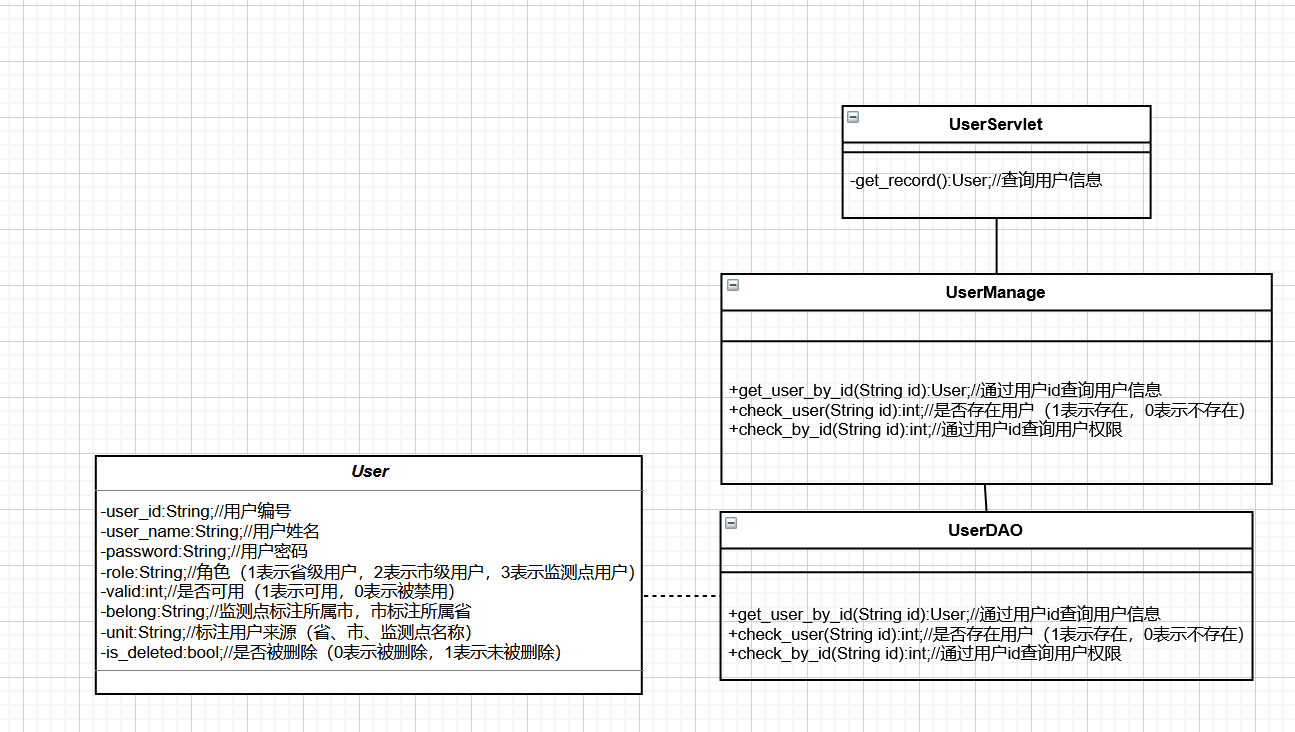 UserServlet
-get_record():User;//查询用户信息
UserManage
+get_user_by_id(String id):User;//通过用户id查询用户信息
+check_user(String id):int;//是否存在用户（1表示存在，0表示不存在）
+check_by_id(String id):int;//通过用户id查询用户权限
User
-user_id:String;//用户编号
-user_name:String;//用户姓名
-password:String;//用户密码
-role:String;//角色（1表示省级用户，2表示市级用户，3表示监测点用户）
-valid:int;//是否可用（1表示可用，0表示被禁用）
-belong:String;//监测点标注所属市，市标注所属省
-unit:String;//标注用户来源（省、市、监测点名称）
-is_deleted:bool;//是否被删除（0表示被删除，1表示未被删除）
UserDAO
+get_user_by_id(String id):User;//通过用户id查询用户信息
+check_user(String id):int;//是否存在用户（1表示存在，0表示不存在）
+check_by_id(String id):int;//通过用户id查询用户权限